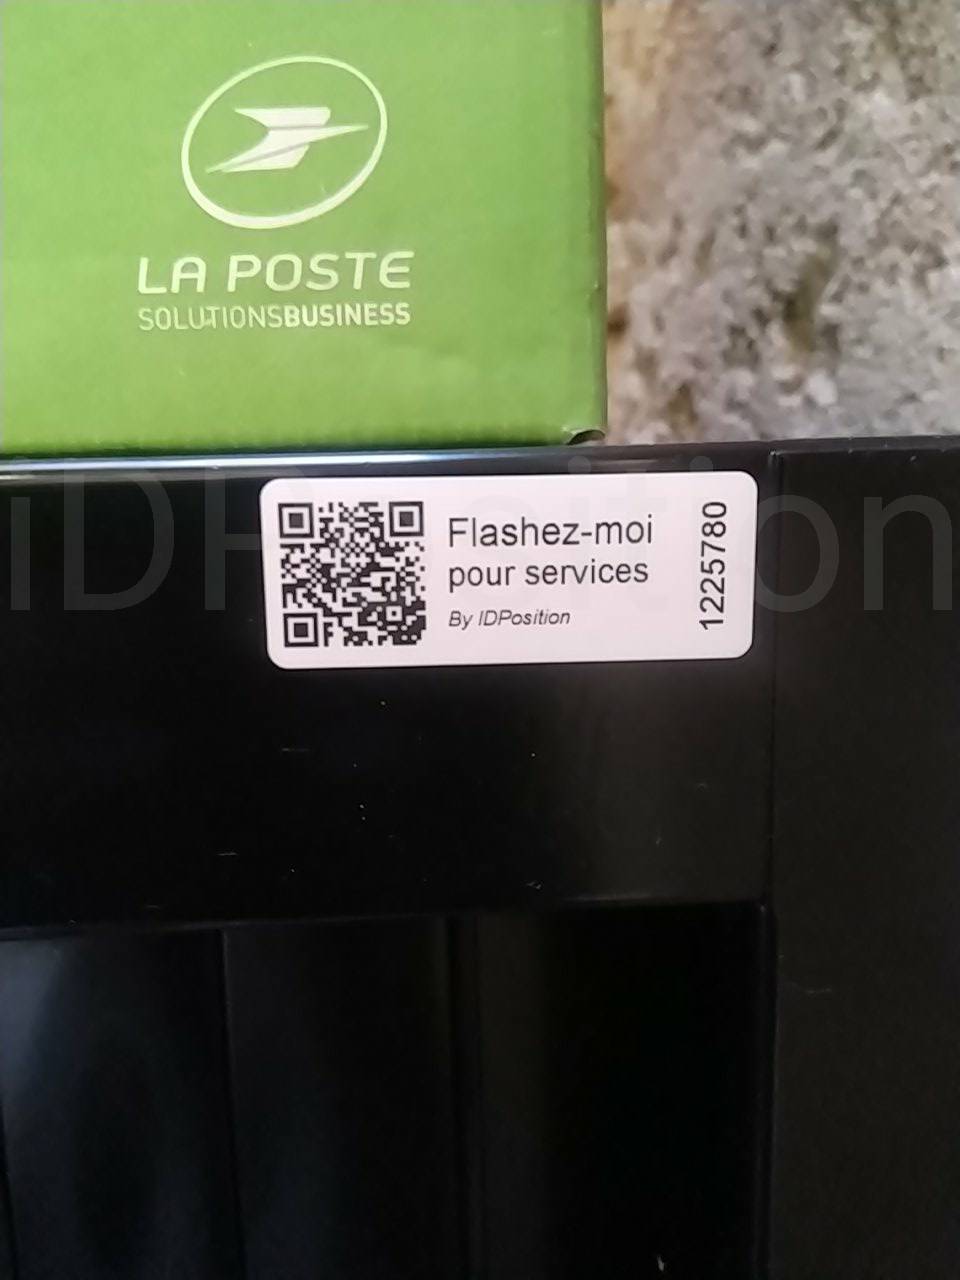 LA POSTE
SOLUTIONSBUSINESS
iDPosition
Flashez-moi
pour services
By IDPosition
1225780